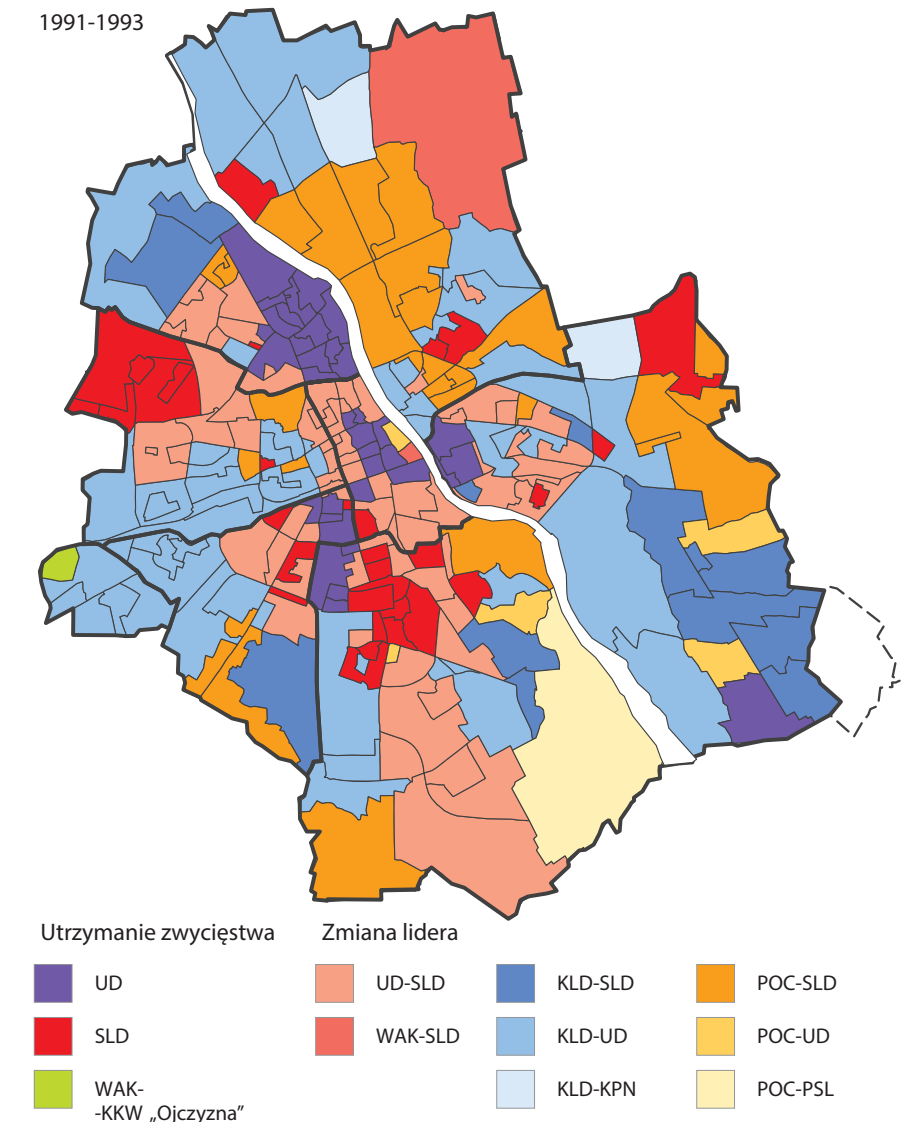 1991-1993
Utrzymanie zwycięstwa
UD
SLD
WAK-
-KKW „Ojczyzna”
Zmiana lidera
UD-SLD
WAK-SLD
KLD-SLD
KLD-UD
KLD-KPN
POC-SLD
POC-UD
POC-PSL